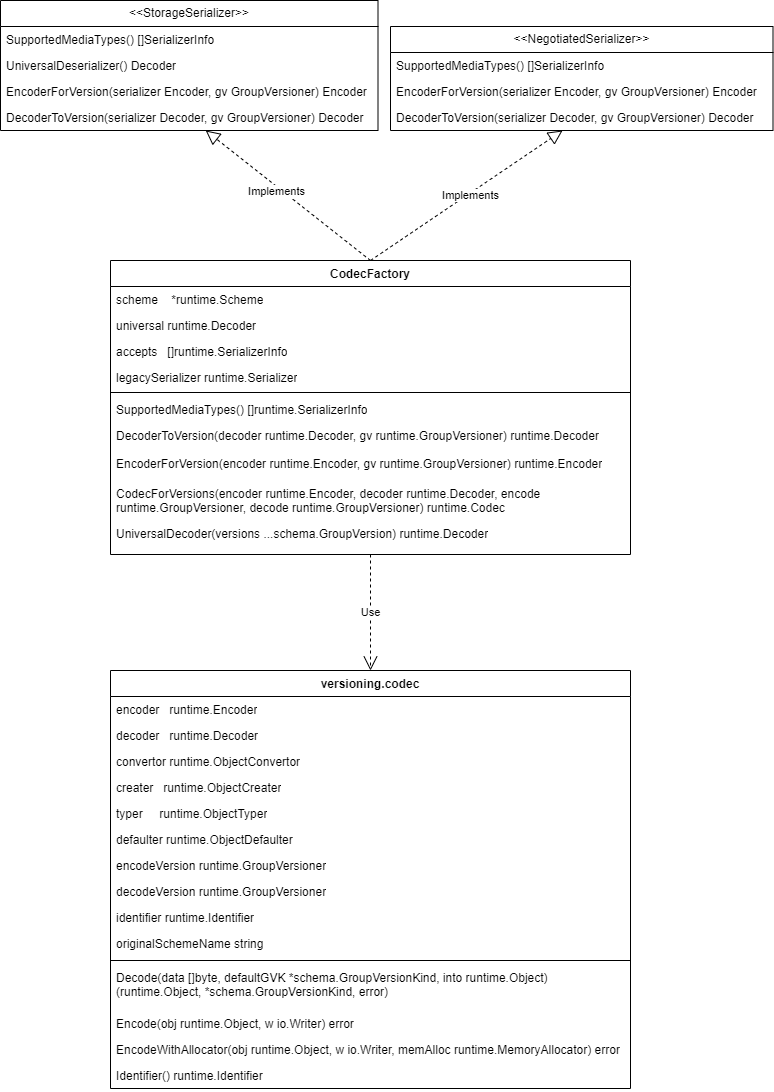 <<StorageSerializer>>
SupportedMediaTypes() []SerializerInfo
UniversalDeserializer() Decoder
EncoderForVersion(serializer Encoder, gv GroupVersioner) Encoder
DecoderToVersion(serializer Decoder, gv GroupVersioner) Decoder
<<NegotiatedSerializer>>
SupportedMediaTypes() []SerializerInfo
EncoderForVersion(serializer Encoder, gv GroupVersioner) Encoder
DecoderToVersion(serializer Decoder, gv GroupVersioner) Decoder
Implements
Implements
CodecFactory
scheme *runtime.Scheme
universal runtime.Decoder
accepts []runtime.SerializerInfo
legacySerializer runtime.Serializer
SupportedMediaTypes() []runtime.SerializerInfo
DecoderToVersion(decoder runtime.Decoder, gv runtime.GroupVersioner) runtime.Decoder
EncoderForVersion(encoder runtime.Encoder, gv runtime.GroupVersioner) runtime.Encoder
CodecForVersions(encoder runtime.Encoder, decoder runtime.Decoder, encode
runtime.GroupVersioner, decode runtime.GroupVersioner) runtime.Codec
UniversalDecoder(versions ...schema.GroupVersion) runtime.Decoder
Use
versioning.codec
encoder runtime.Encoder
decoder runtime.Decoder
convertor runtime.ObjectConvertor
creater runtime.ObjectCreater
typer runtime.ObjectTyper
defaulter runtime.ObjectDefaulter
encodeVersion runtime.GroupVersioner
decodeVersion runtime.GroupVersioner
identifier runtime.Identifier
originalSchemeName string
Decode(data []byte, defaultGVK *schema.GroupVersionKind, into runtime.Object)
(runtime.Object, *schema.GroupVersionKind, error)
Encode(obj runtime.Object, w io.Writer) error
EncodeWithAllocator(obj runtime.Object, w io.Writer, memAlloc runtime.MemoryAllocator) error
Identifier() runtime.Identifier